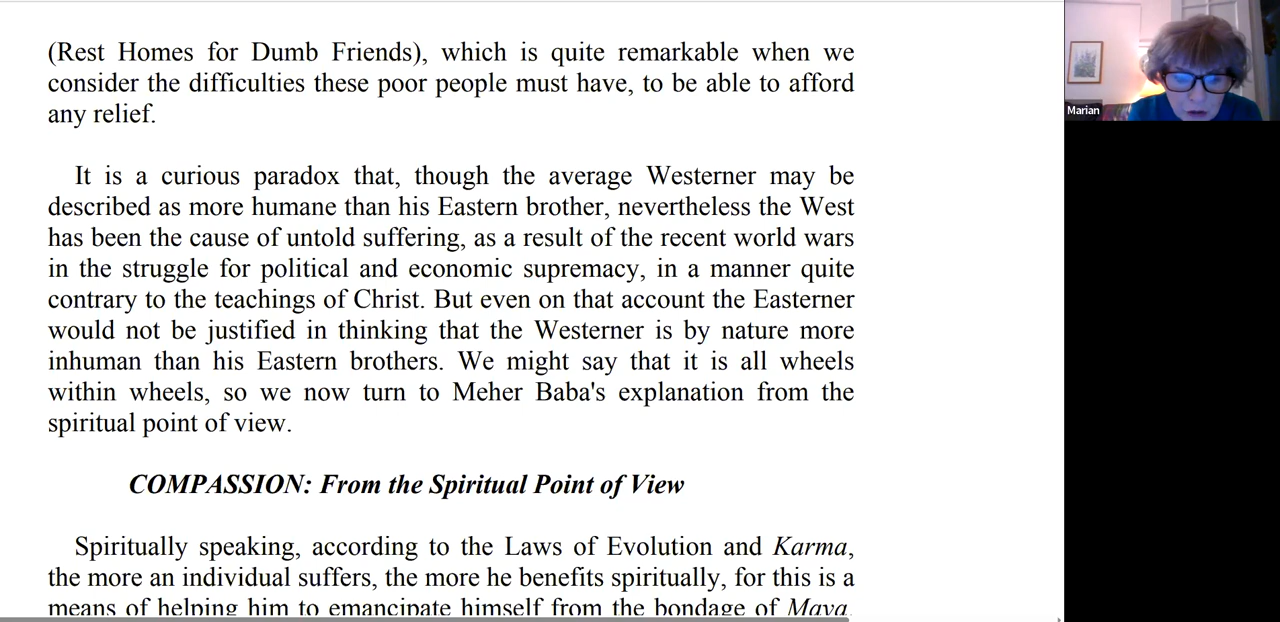 (Rest Homes for Dumb Friends), which is quite remarkable when we
consider the difficulties these poor people must have, to be able to afford
any relief.
It is a curious paradox that, though the average Westerner may be
described as more humane than his Eastern brother, nevertheless the West
has been the cause of untold suffering, as a result of the recent world wars
in the struggle for political and economic supremacy, in a manner quite
contrary to the teachings of Christ. But even on that account the Easterner
would not be justified in thinking that the Westerner is by nature more
inhuman than his Eastern brothers. We might say that it is all wheels
within wheels, so we now turn to Meher Baba's explanation from the
spiritual point of view.
COMPASSION: From the Spiritual Point of View
Spiritually speaking, according to the Laws of Evolution and Karma,
the more an individual suffers, the more he benefits spiritually, for this is a
means of helping him to emancipate himself from the bondage of Maya
Marian